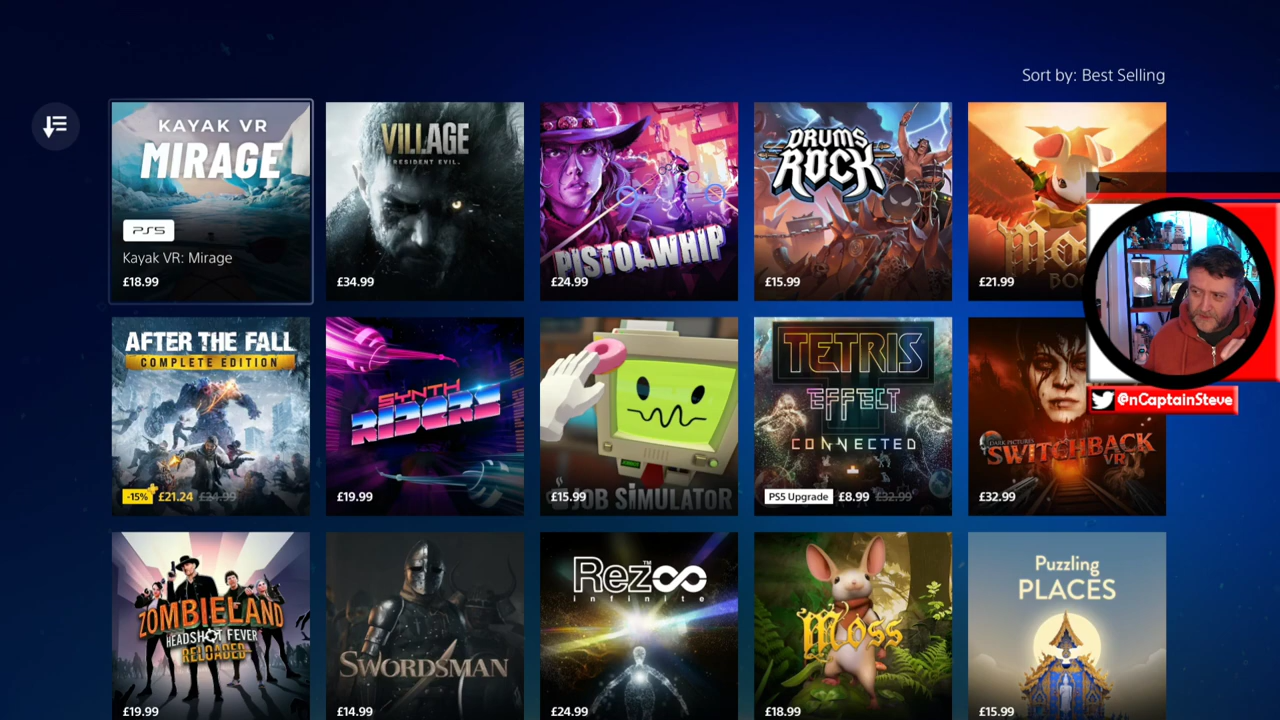 Sort by: Best Selling
KAYAK VR
MIRAGE
PS5
Kayak VR: Mirage
£18.99
VILLAGE
RESIDENT EVIL.
£34.99
PISTOL WHIP
£24.99
DRUMS
ROCK
£15.99
BOO
£21.99
@nCaptainSteve
AFTER THE FALL
COMPLETE EDITION
-15% £21.24 £24.99
SYNTH
RIDERS
£19.99
JOB SIMULATOR
£15.99
TETRIS
EFFECT
CONNECTED
PS5 Upgrade £8.99 £32.99
DARK PICTURES
SWITCHBACK
VR
£32.99
ZOMBIELAND
HEADSHOT FEVER
RELOADED
£19.99
SWORDSMAN
£14.99
Rez™
infinite
£24.99
Moss
£18.99
Puzzling
PLACES
£15.99